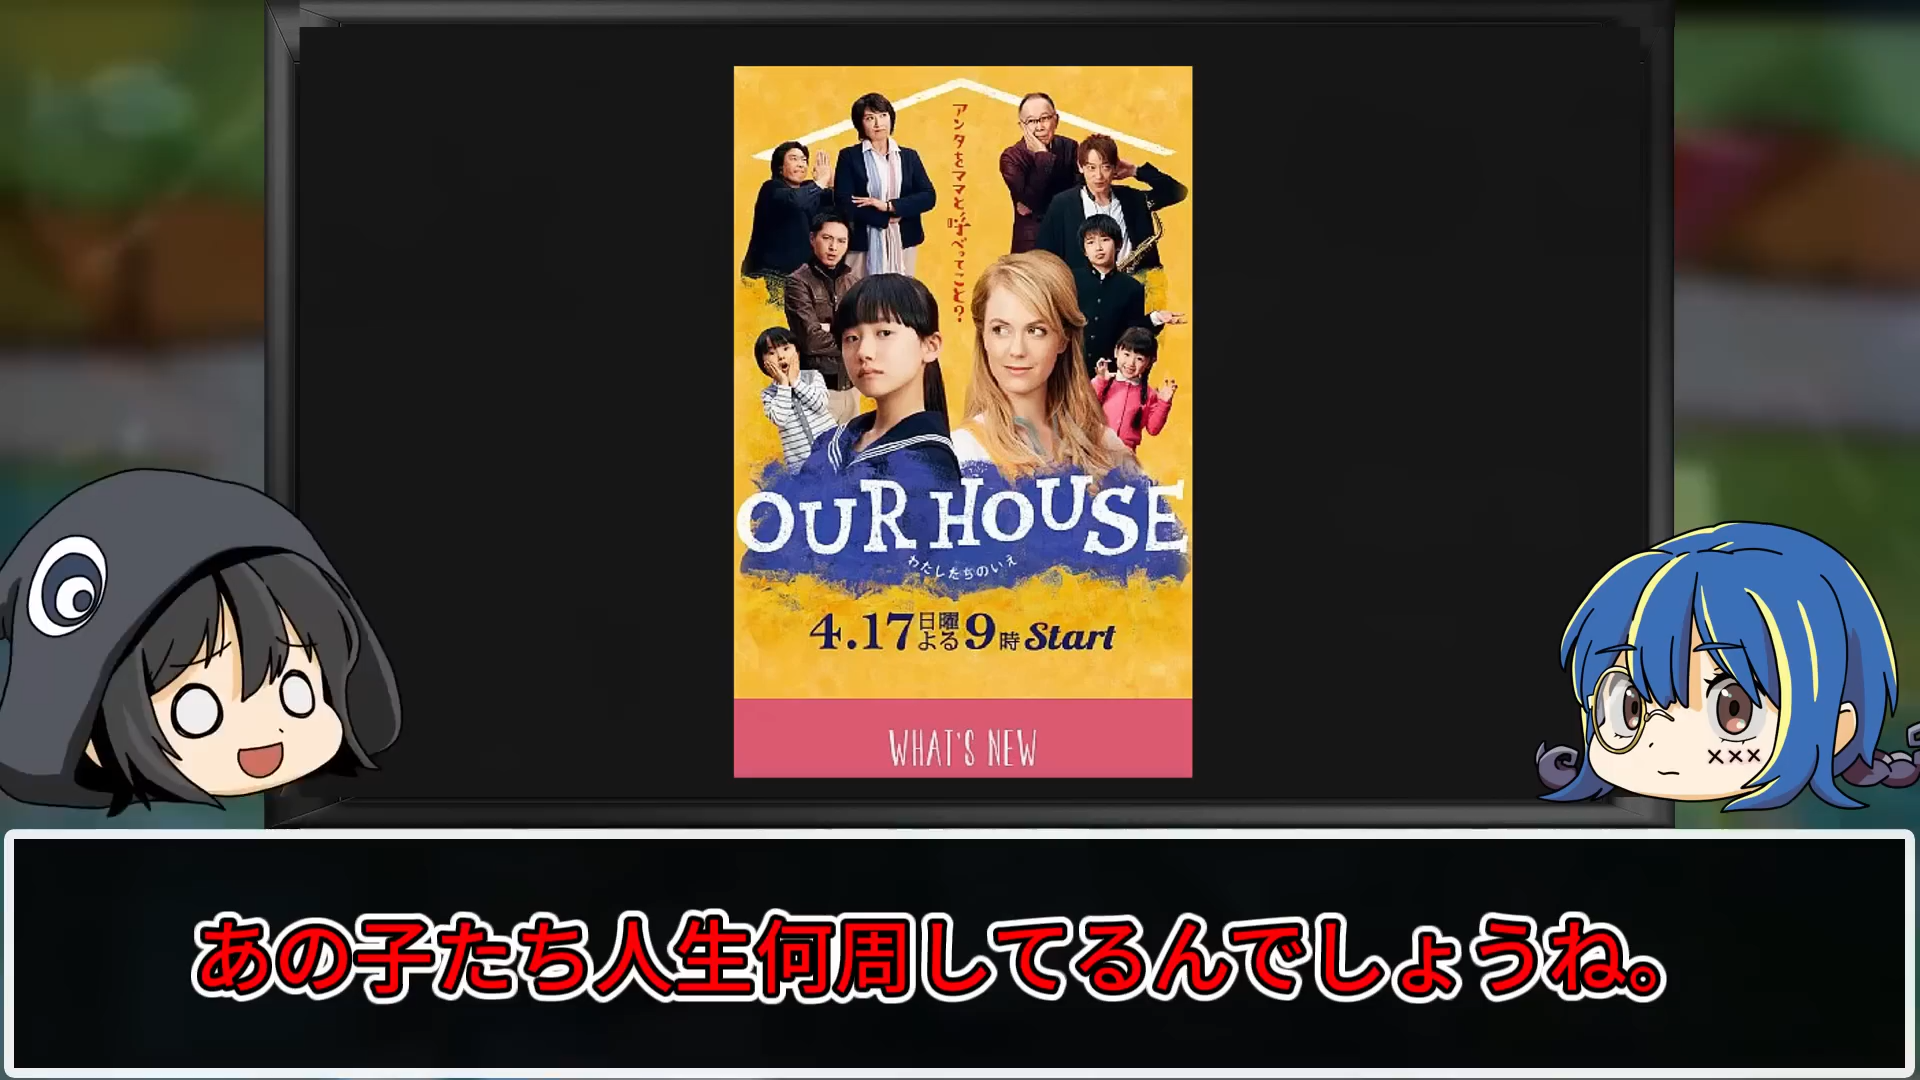 アンタをママと呼べってこと?
OUR HOUSE
わたしたちのいえ
4.17日曜よる9時Start
WHAT'S NEW
×××
あの子たち人生何周してるんでしょうね。